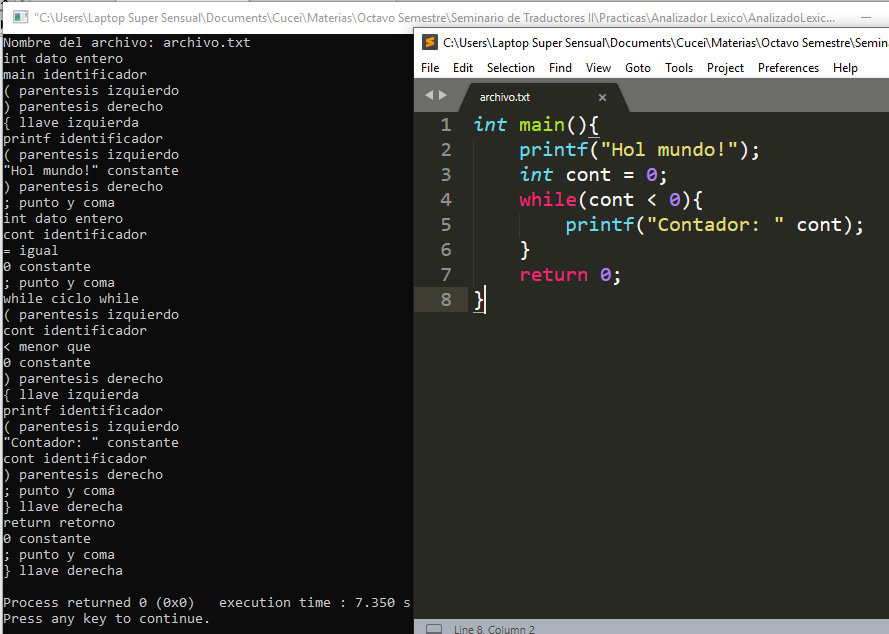 "C:\Users\Laptop Super Sensual\Documents\Cucei\Materias\Octavo Semestre\Seminario de Traductores II\Practicas\Analizador Lexico\AnalizadoLexic...
Nombre del archivo: archivo.txt
int dato entero
main identificador
( parentesis izquierdo
) parentesis derecho
{ llave izquierda
printf identificador
( parentesis izquierdo
"Hol mundo!" constante
) parentesis derecho
; punto y coma
int dato entero
cont identificador
= igual
0 constante
; punto y coma
while ciclo while
( parentesis izquierdo
cont identificador
< menor que
0 constante
) parentesis derecho
{ llave izquierda
printf identificador
( parentesis izquierdo
"Contador: " constante
cont identificador
) parentesis derecho
; punto y coma
} llave derecha
return retorno
0 constante
; punto y coma
} llave derecha
Process returned 0 (0x0)   execution time : 7.350 s
Press any key to continue.
C:\Users\Laptop Super Sensual\Documents\Cucei\Materias\Octavo Semestre\Semin
File Edit Selection Find View Goto Tools Project Preferences Help
archivo.txt ×
1 int main(){
2     printf("Hol mundo!");
3     int cont = 0;
4     while(cont < 0){
5         printf("Contador: " cont);
6     }
7     return 0;
8 }
Line 8, Column 2